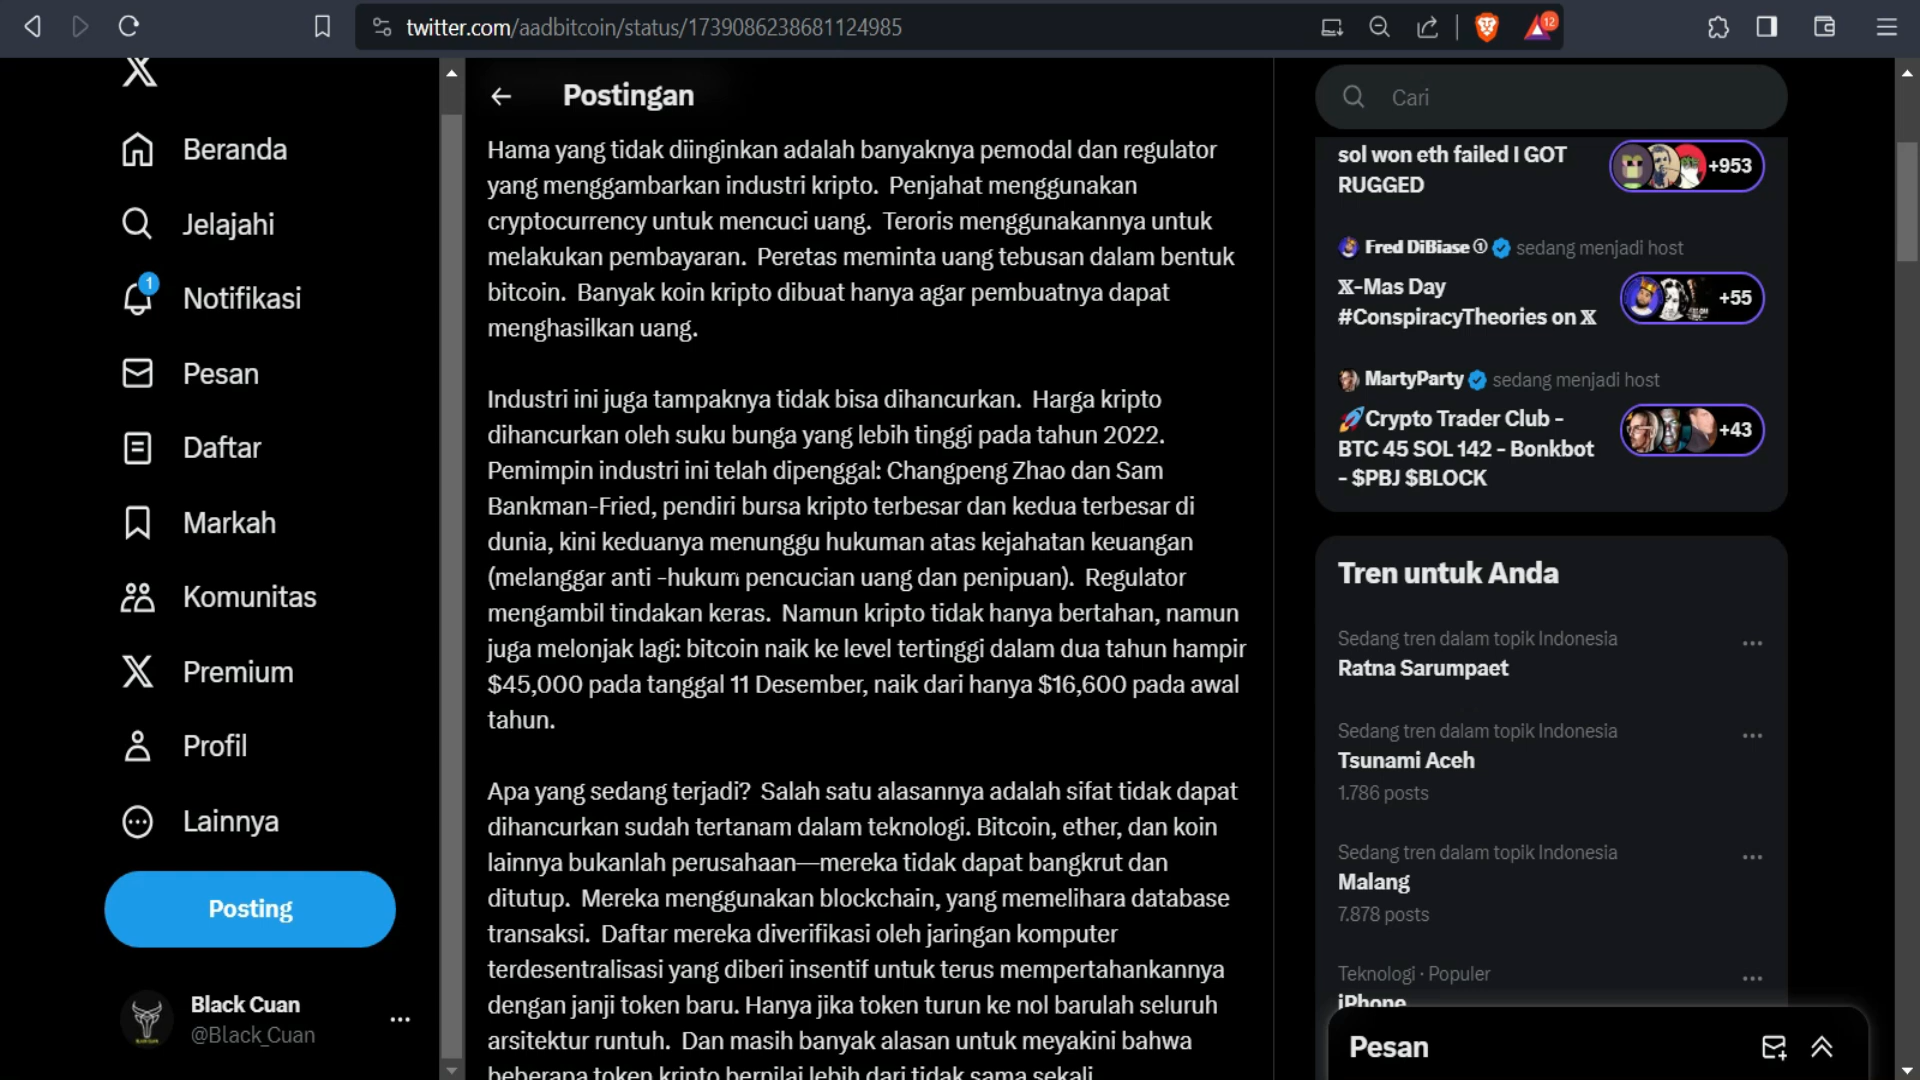 twitter.com/aadbitcoin/status/1739086238681124985
12
Beranda
Jelajahi
1
Notifikasi
Pesan
Daftar
Markah
Komunitas
Premium
Profil
Lainnya
Posting
Black Cuan
@Black_Cuan
Postingan
Hama yang tidak diinginkan adalah banyaknya pemodal dan regulator
yang menggambarkan industri kripto.  Penjahat menggunakan
cryptocurrency untuk mencuci uang.  Teroris menggunakannya untuk
melakukan pembayaran.  Peretas meminta uang tebusan dalam bentuk
bitcoin.  Banyak koin kripto dibuat hanya agar pembuatnya dapat
menghasilkan uang.
Industri ini juga tampaknya tidak bisa dihancurkan.  Harga kripto
dihancurkan oleh suku bunga yang lebih tinggi pada tahun 2022.
Pemimpin industri ini telah dipenggal: Changpeng Zhao dan Sam
Bankman-Fried, pendiri bursa kripto terbesar dan kedua terbesar di
dunia, kini keduanya menunggu hukuman atas kejahatan keuangan
(melanggar anti -hukum pencucian uang dan penipuan).  Regulator
mengambil tindakan keras.  Namun kripto tidak hanya bertahan, namun
juga melonjak lagi: bitcoin naik ke level tertinggi dalam dua tahun hampir
$45,000 pada tanggal 11 Desember, naik dari hanya $16,600 pada awal
tahun.
Apa yang sedang terjadi?  Salah satu alasannya adalah sifat tidak dapat
dihancurkan sudah tertanam dalam teknologi. Bitcoin, ether, dan koin
lainnya bukanlah perusahaan—mereka tidak dapat bangkrut dan
ditutup.  Mereka menggunakan blockchain, yang memelihara database
transaksi.  Daftar mereka diverifikasi oleh jaringan komputer
terdesentralisasi yang diberi insentif untuk terus mempertahankannya
dengan janji token baru. Hanya jika token turun ke nol barulah seluruh
arsitektur runtuh.  Dan masih banyak alasan untuk meyakini bahwa
beberapa token kripto bernilai lebih dari tidak sama sekali.
Cari
sol won eth failed I GOT
RUGGED
+953
Fred DiBiase ① sedang menjadi host
𝕏-Mas Day
#ConspiracyTheories on 𝕏
+55
MartyParty sedang menjadi host
🚀Crypto Trader Club -
BTC 45 SOL 142 - Bonkbot
- $PBJ $BLOCK
+43
Tren untuk Anda
Sedang tren dalam topik Indonesia
Ratna Sarumpaet
Sedang tren dalam topik Indonesia
Tsunami Aceh
1.786 posts
Sedang tren dalam topik Indonesia
Malang
7.878 posts
Teknologi · Populer
iPhone
Pesan